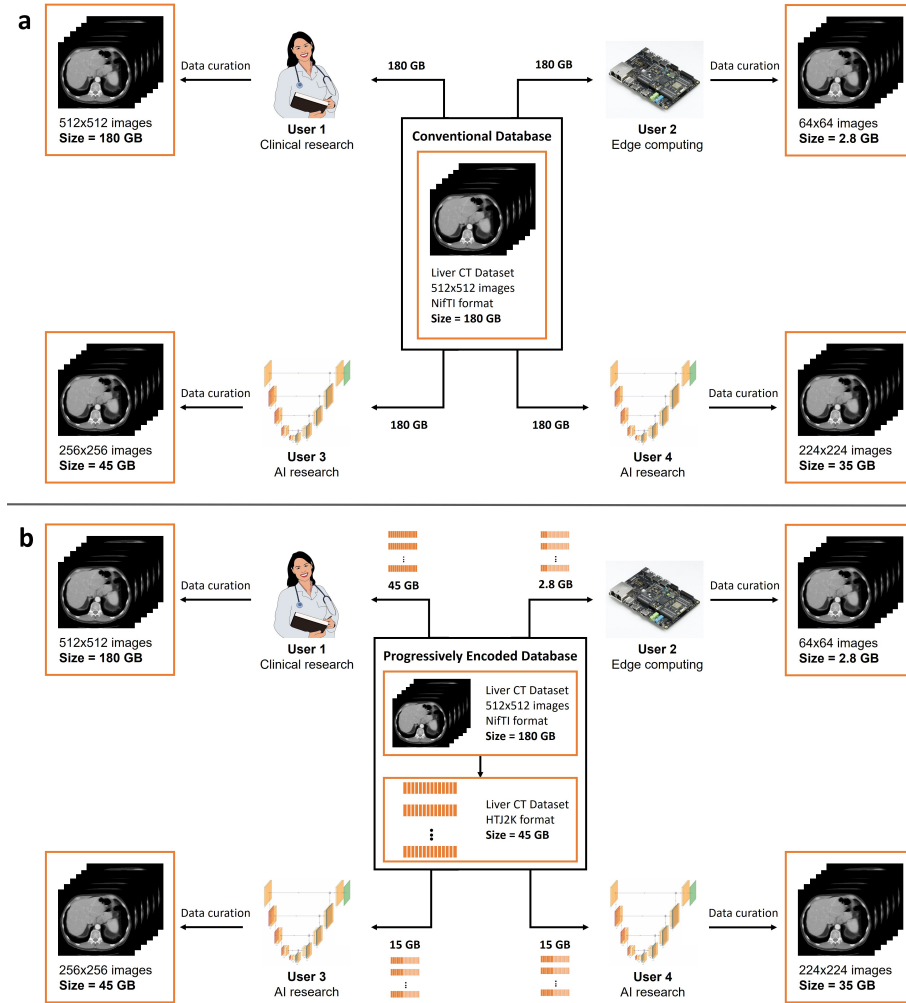 a
Data curation
180 GB
180 GB
Data curation
512x512 images
Size = 180 GB
User 1
Clinical research
User 2
Edge computing
64x64 images
Size = 2.8 GB
Conventional Database
Liver CT Dataset
512x512 images
NifTI format
Size = 180 GB
Data curation
180 GB
180 GB
Data curation
256x256 images
Size = 45 GB
User 3
AI research
User 4
AI research
224x224 images
Size = 35 GB
b
Data curation
45 GB
2.8 GB
Data curation
512x512 images
Size = 180 GB
User 1
Clinical research
User 2
Edge computing
64x64 images
Size = 2.8 GB
Progressively Encoded Database
Liver CT Dataset
512x512 images
NifTI format
Size = 180 GB
Liver CT Dataset
HTJ2K format
Size = 45 GB
Data curation
15 GB
15 GB
Data curation
256x256 images
Size = 45 GB
User 3
AI research
User 4
AI research
224x224 images
Size = 35 GB